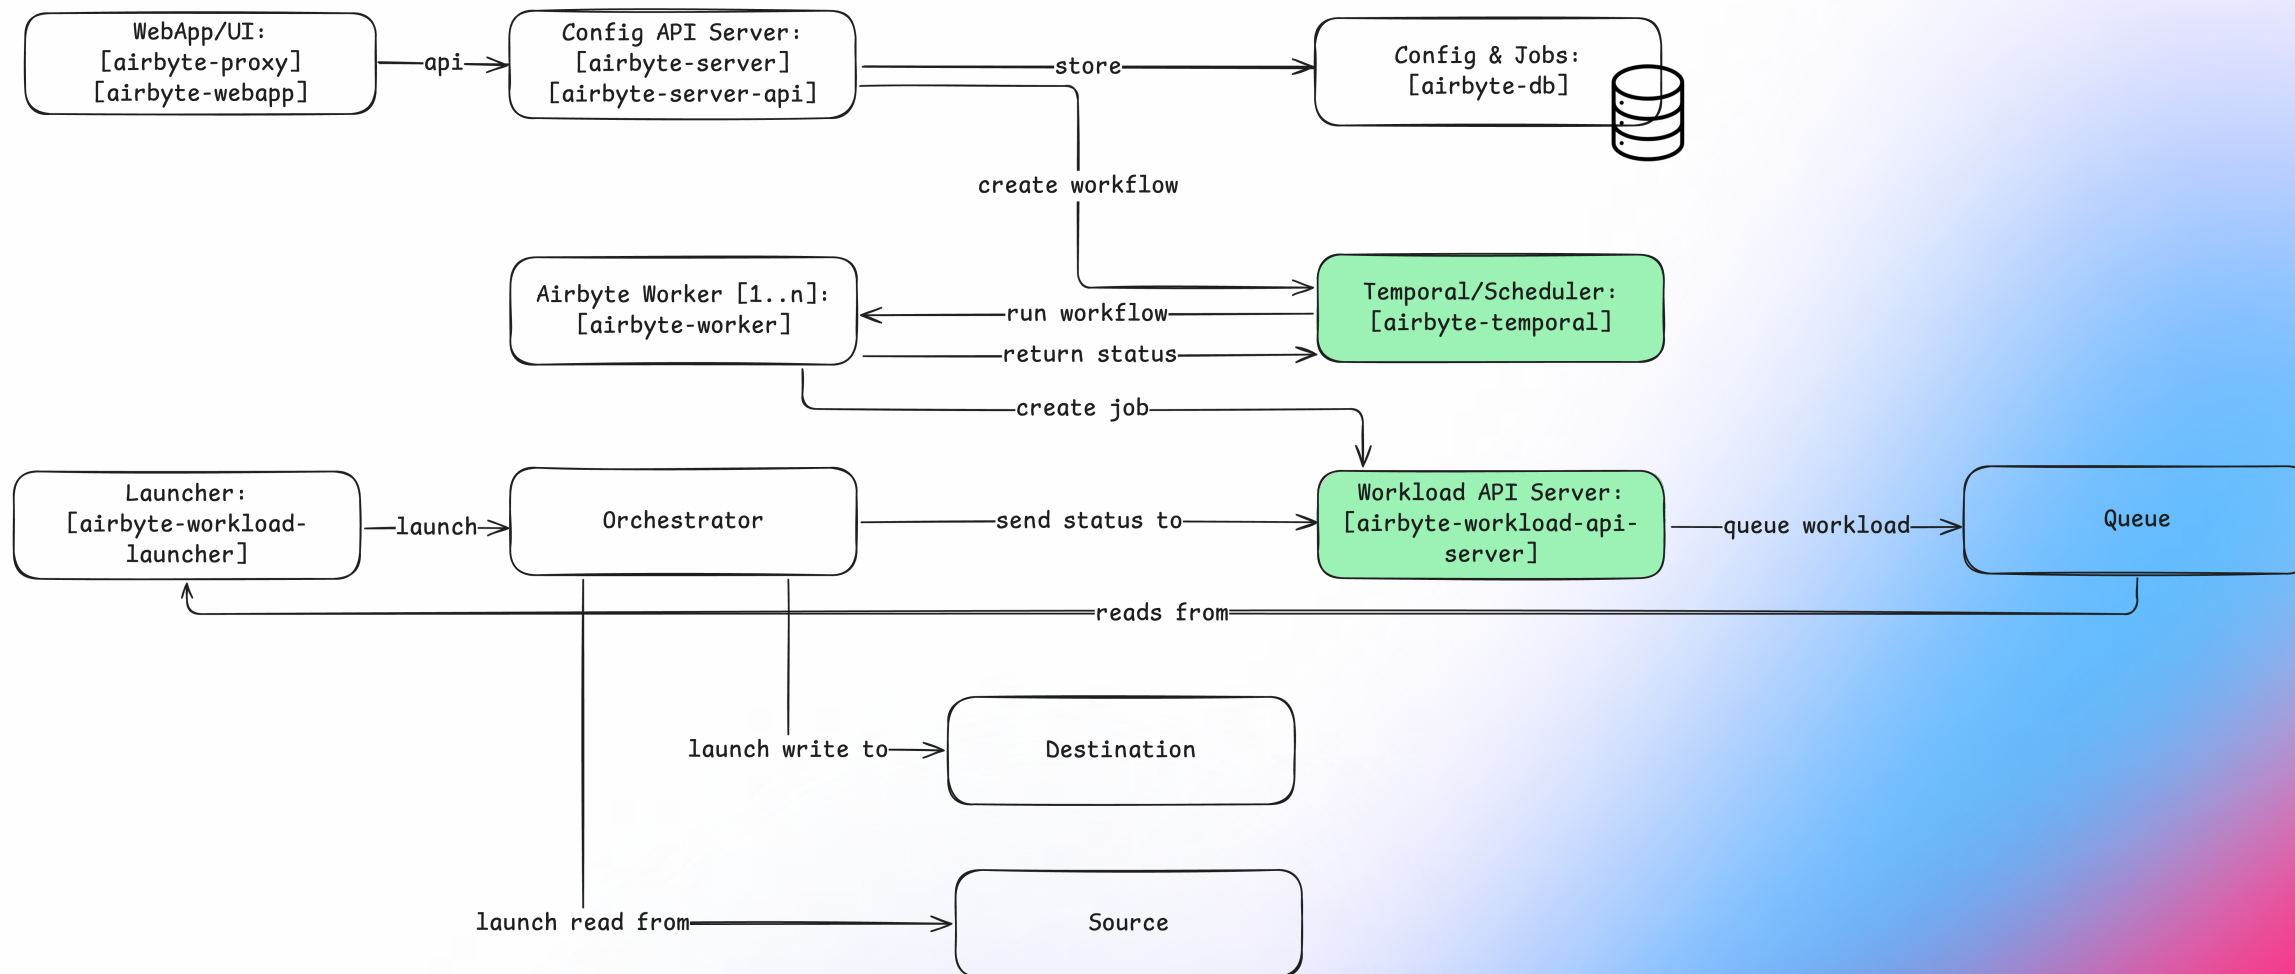 WebApp/UI:
[airbyte-proxy]
[airbyte-webapp]
api
Config API Server:
[airbyte-server]
[airbyte-server-api]
store
Config & Jobs:
[airbyte-db]
create workflow
Airbyte Worker [1..n]:
[airbyte-worker]
run workflow
return status
Temporal/Scheduler:
[airbyte-temporal]
create job
Launcher:
[airbyte-workload-
launcher]
launch
Orchestrator
send status to
Workload API Server:
[airbyte-workload-api-
server]
queue workload
Queue
reads from
launch write to
Destination
launch read from
Source